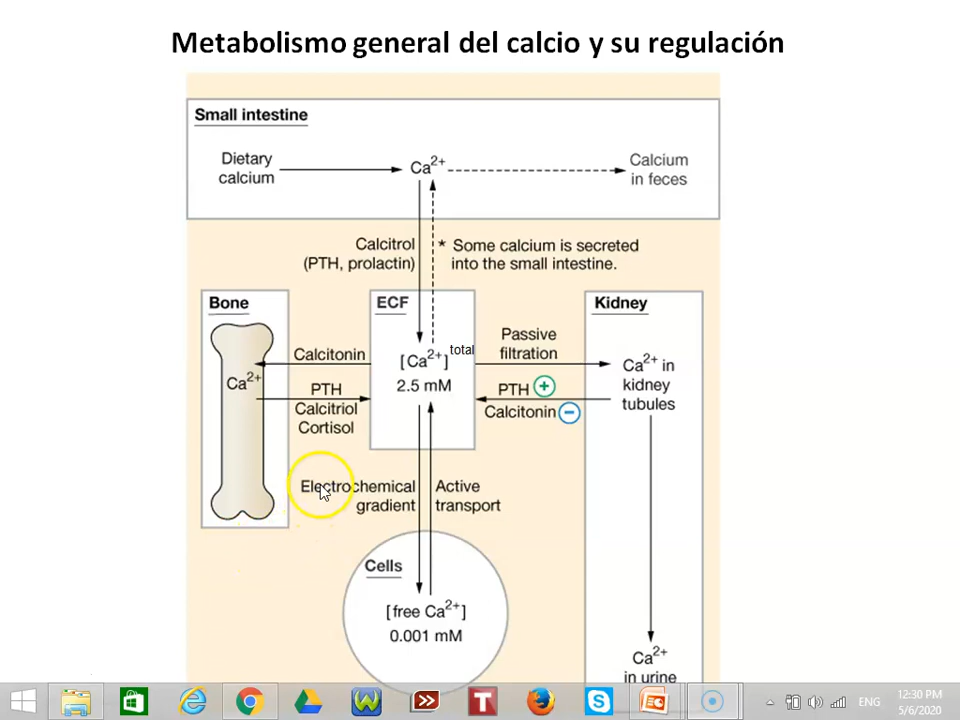 Metabolismo general del calcio y su regulación
Small intestine
Dietary
calcium
Ca2+
Calcium
in feces
Calcitrol
(PTH, prolactin)
* Some calcium is secreted
into the small intestine.
Bone
ECF
Kidney
Ca2+
Calcitonin
PTH
Calcitriol
Cortisol
[Ca2+] total
2.5 mM
Passive
filtration
PTH +
Calcitonin −
Ca2+ in
kidney
tubules
Electrochemical
gradient
Active
transport
Cells
[free Ca2+]
0.001 mM
Ca2+
in urine
W
T
S
ENG
12:30 PM
5/6/2020